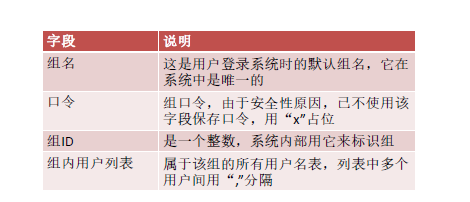 字段 说明
组名 这是用户登录系统时的默认组名，它在
系统中是唯一的
口令 组口令，由于安全性原因，已不使用该
字段保存口令，用“x”占位
组ID 是一个整数，系统内部用它来标识组
组内用户列表 属于该组的所有用户名表，列表中多个
用户间用“,”分隔